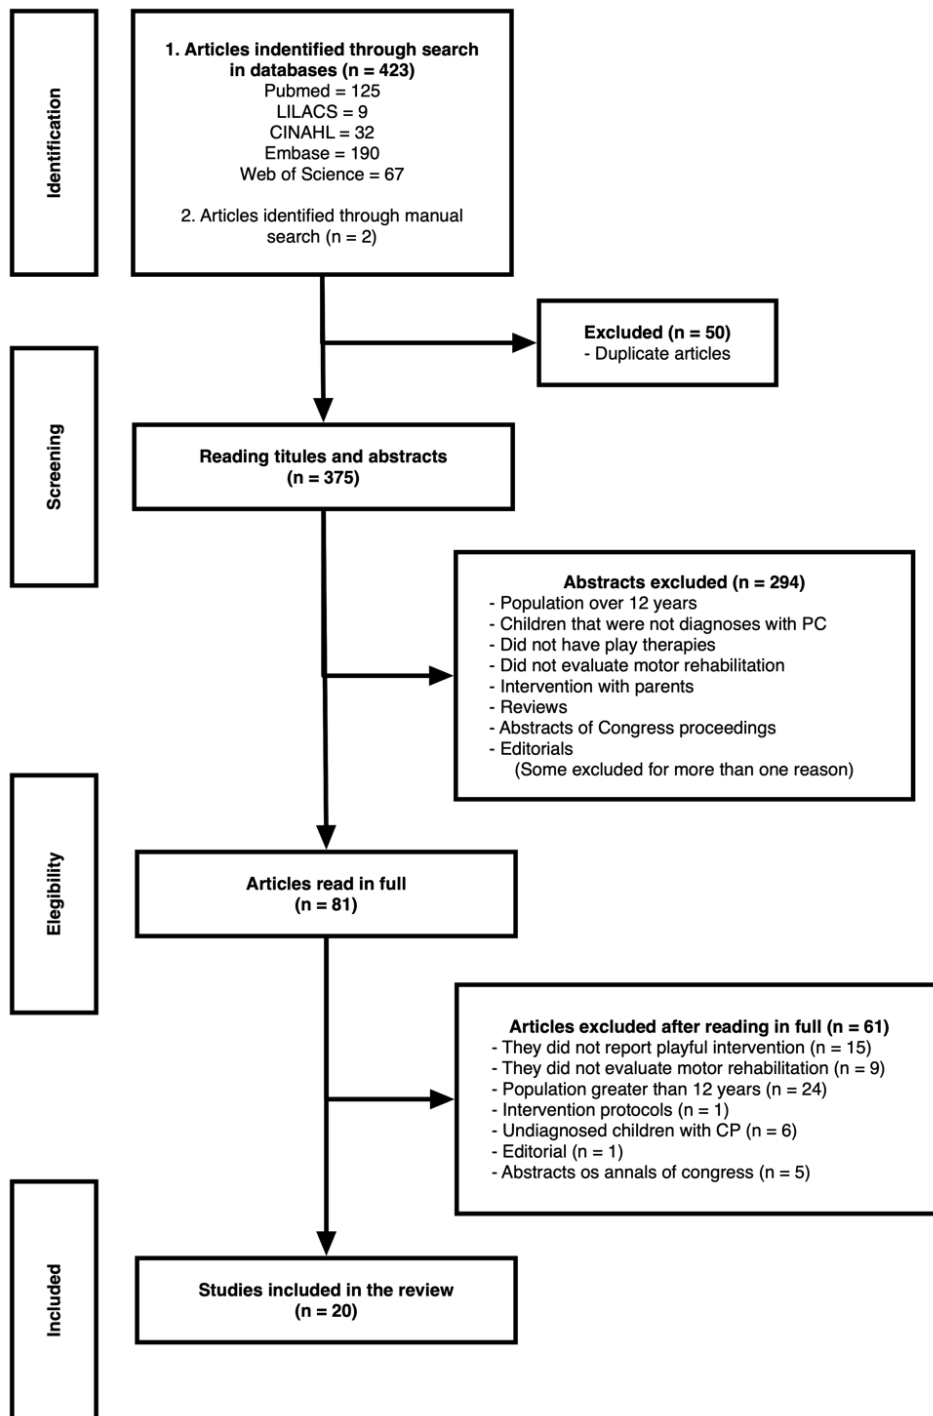 Identification
1. Articles indentified through search
in databases (n = 423)
Pubmed = 125
LILACS = 9
CINAHL = 32
Embase = 190
Web of Science = 67
2. Articles identified through manual
search (n = 2)
Excluded (n = 50)
- Duplicate articles
Screening
Reading titules and abstracts
(n = 375)
Abstracts excluded (n = 294)
- Population over 12 years
- Children that were not diagnoses with PC
- Did not have play therapies
- Did not evaluate motor rehabilitation
- Intervention with parents
- Reviews
- Abstracts of Congress proceedings
- Editorials
(Some excluded for more than one reason)
Elegibility
Articles read in full
(n = 81)
Articles excluded after reading in full (n = 61)
- They did not report playful intervention (n = 15)
- They did not evaluate motor rehabilitation (n = 9)
- Population greater than 12 years (n = 24)
- Intervention protocols (n = 1)
- Undiagnosed children with CP (n = 6)
- Editorial (n = 1)
- Abstracts os annals of congress (n = 5)
Included
Studies included in the review
(n = 20)